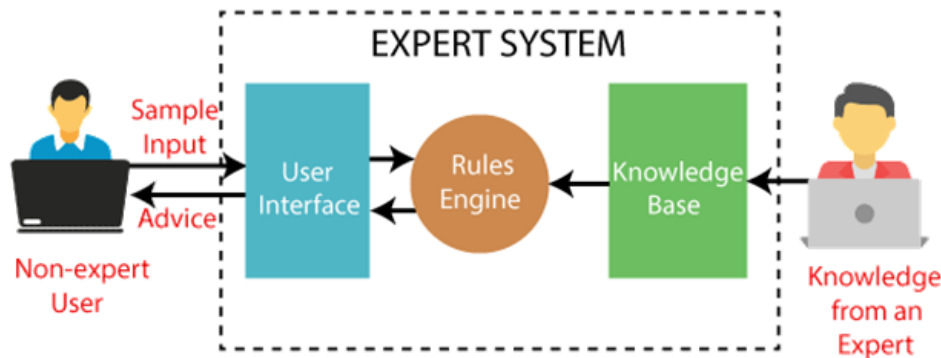 EXPERT SYSTEM
Sample
Input
Advice
Non-expert
User
User
Interface
Rules
Engine
Knowledge
Base
Knowledge
from an
Expert